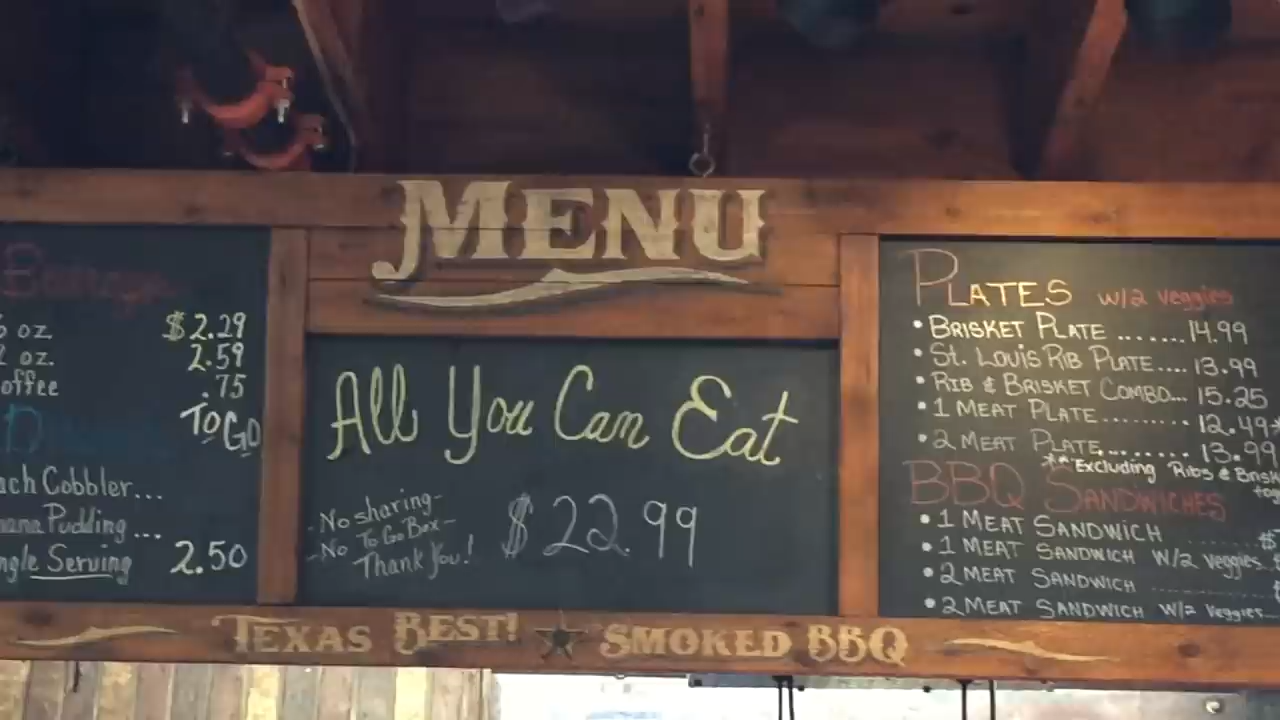 MENU
$2.29
oz. 2.59
offee .75
To Go
ach Cobbler...
ana Pudding ...
ngle Serving 2.50
All You Can Eat
-No sharing-
-No To Go Box-
Thank You!
$22.99
PLATES w/2 veggies
• BRISKET PLATE .......14.99
• St. LOUIS RIB PLATE.... 13.99
• RIB & BRISKET COMBO... 15.25
• 1 MEAT PLATE......... 12.49*
• 2 MEAT PLATE......... 13.99
**Excluding Ribs & Brisk
BBQ SANDWICHES
• 1 MEAT SANDWICH ...... $
• 1 MEAT SANDWICH W/2 veggies..
• 2 MEAT SANDWICH ..........
• 2 MEAT SANDWICH W/2 veggies...
TEXAS BEST! SMOKED BBQ